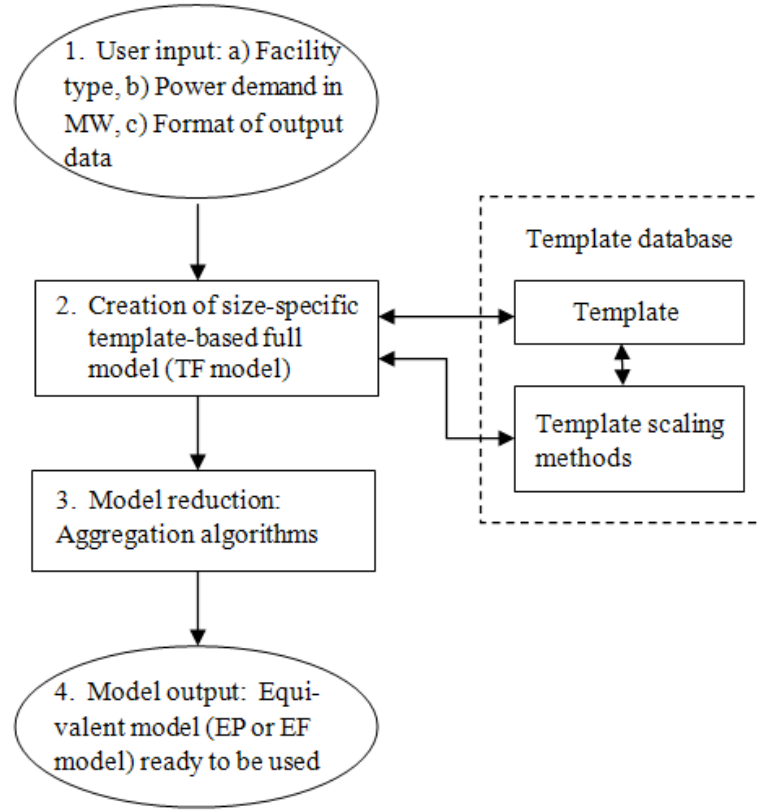 1. User input: a) Facility
type, b) Power demand in
MW, c) Format of output
data
Template database
2. Creation of size-specific
template-based full
model (TF model)
Template
Template scaling
methods
3. Model reduction:
Aggregation algorithms
4. Model output: Equi-
valent model (EP or EF
model) ready to be used